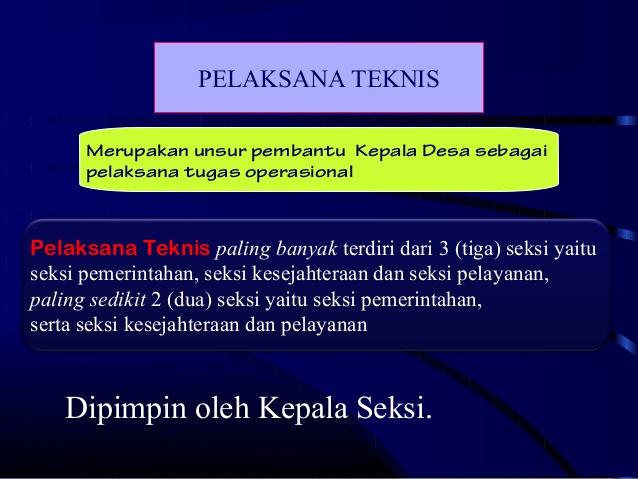 PELAKSANA TEKNIS
Merupakan unsur pembantu Kepala Desa sebagai
pelaksana tugas operasional
Pelaksana Teknis paling banyak terdiri dari 3 (tiga) seksi yaitu
seksi pemerintahan, seksi kesejahteraan dan seksi pelayanan,
paling sedikit 2 (dua) seksi yaitu seksi pemerintahan,
serta seksi kesejahteraan dan pelayanan
Dipimpin oleh Kepala Seksi.